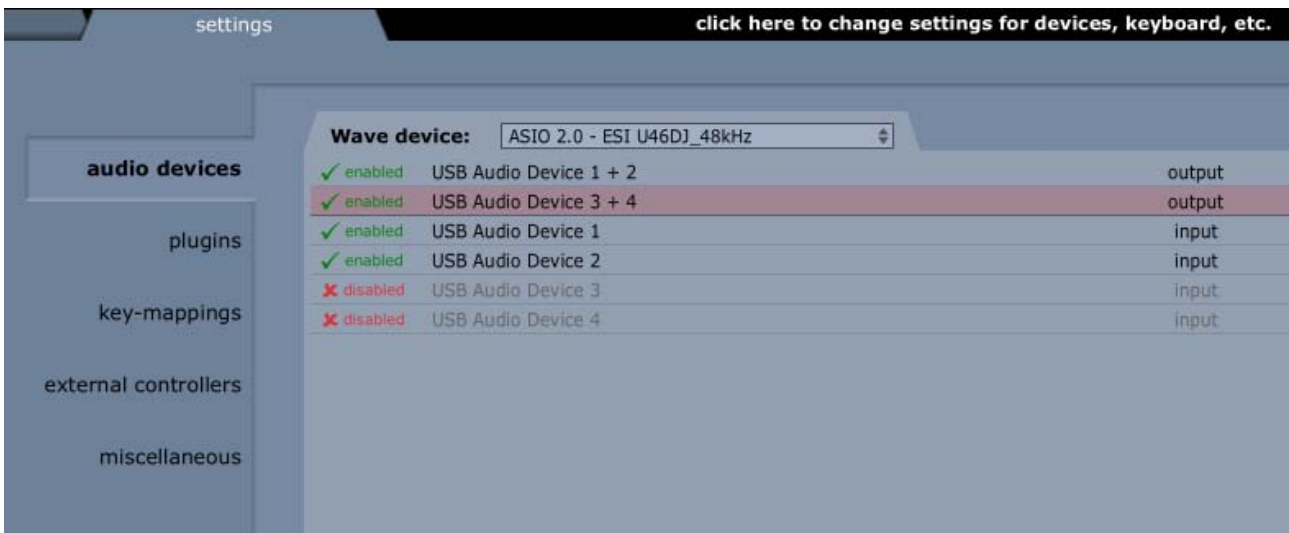 settings click here to change settings for devices, keyboard, etc.
Wave device: ASIO 2.0 - ESI U46DJ_48kHz
audio devices
enabled USB Audio Device 1 + 2 output
enabled USB Audio Device 3 + 4 output
enabled USB Audio Device 1 input
enabled USB Audio Device 2 input
disabled USB Audio Device 3 input
disabled USB Audio Device 4 input
plugins
key-mappings
external controllers
miscellaneous